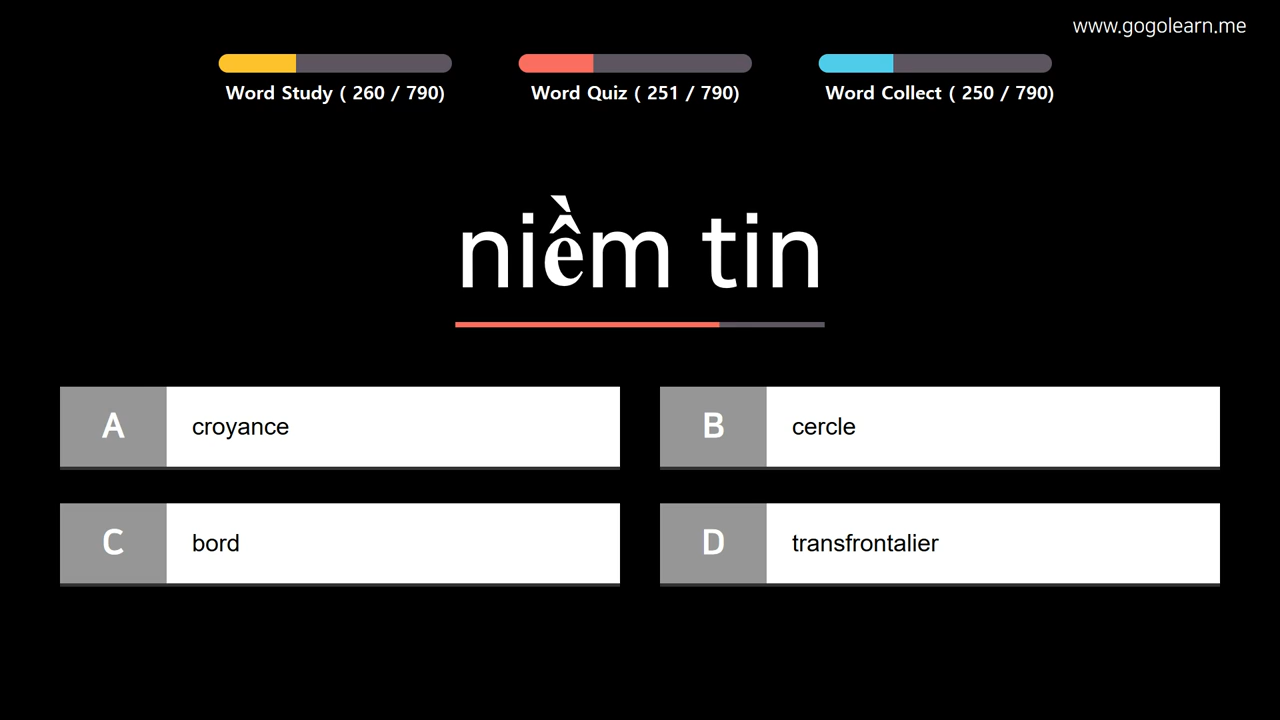 www.gogolearn.me
Word Study ( 260 / 790)
Word Quiz ( 251 / 790)
Word Collect ( 250 / 790)
niềm tin
A croyance
B cercle
C bord
D transfrontalier